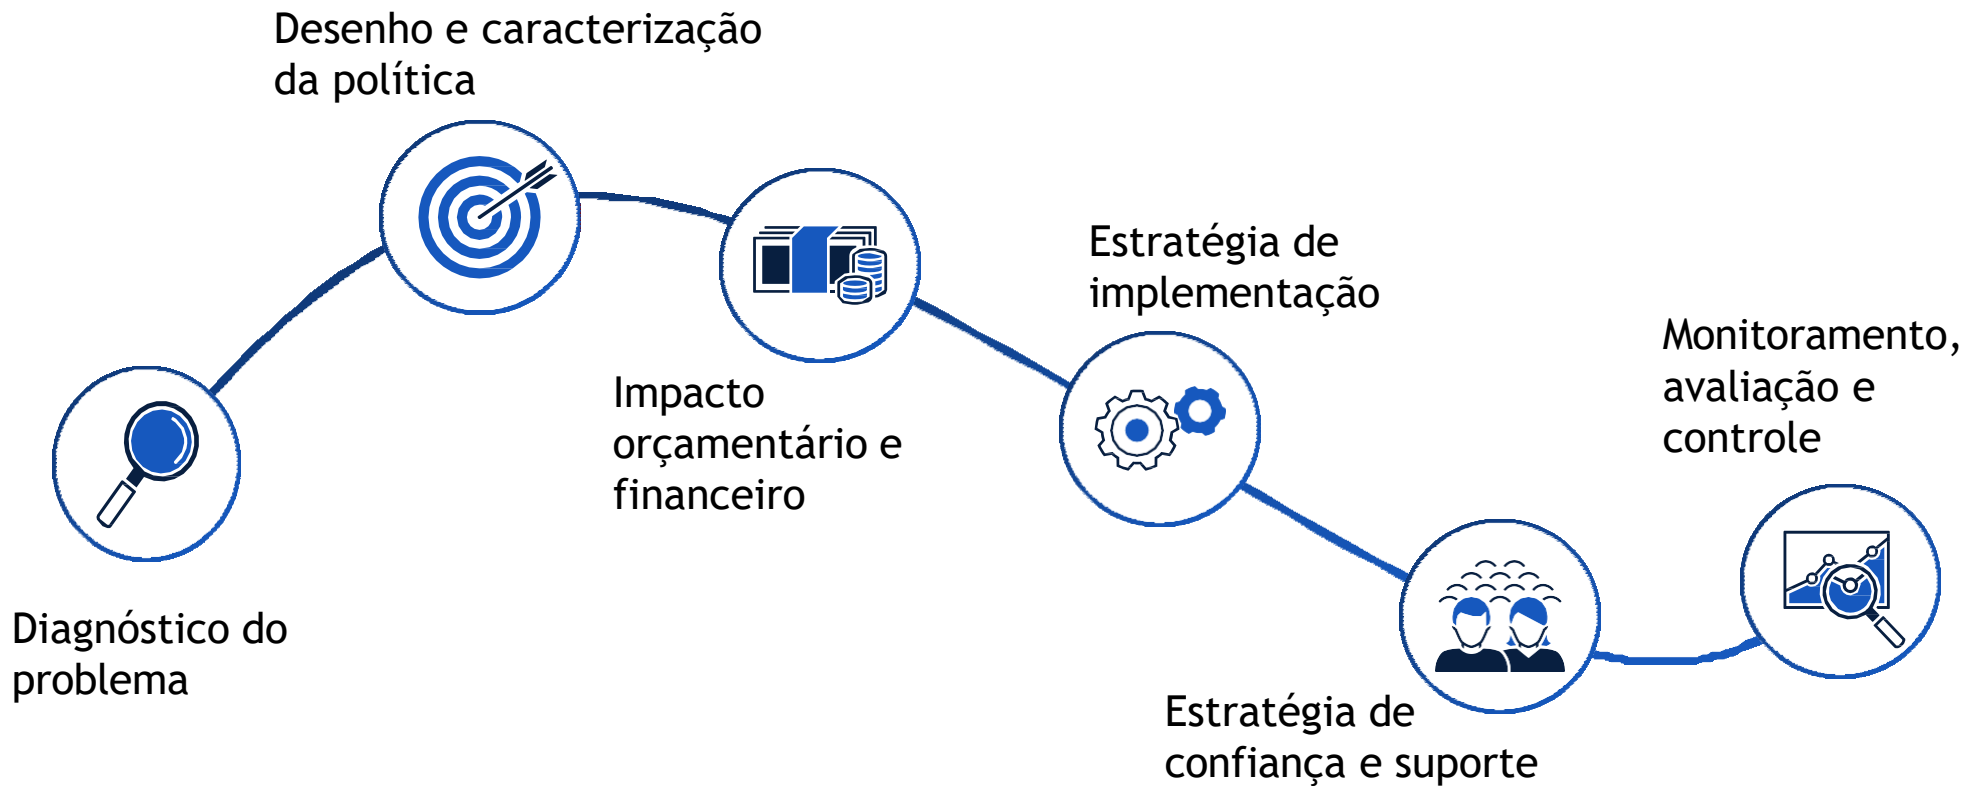 Desenho e caracterização
da política
Estratégia de
implementação
Monitoramento,
avaliação e
controle
Impacto
orçamentário e
financeiro
Diagnóstico do
problema
Estratégia de
confiança e suporte